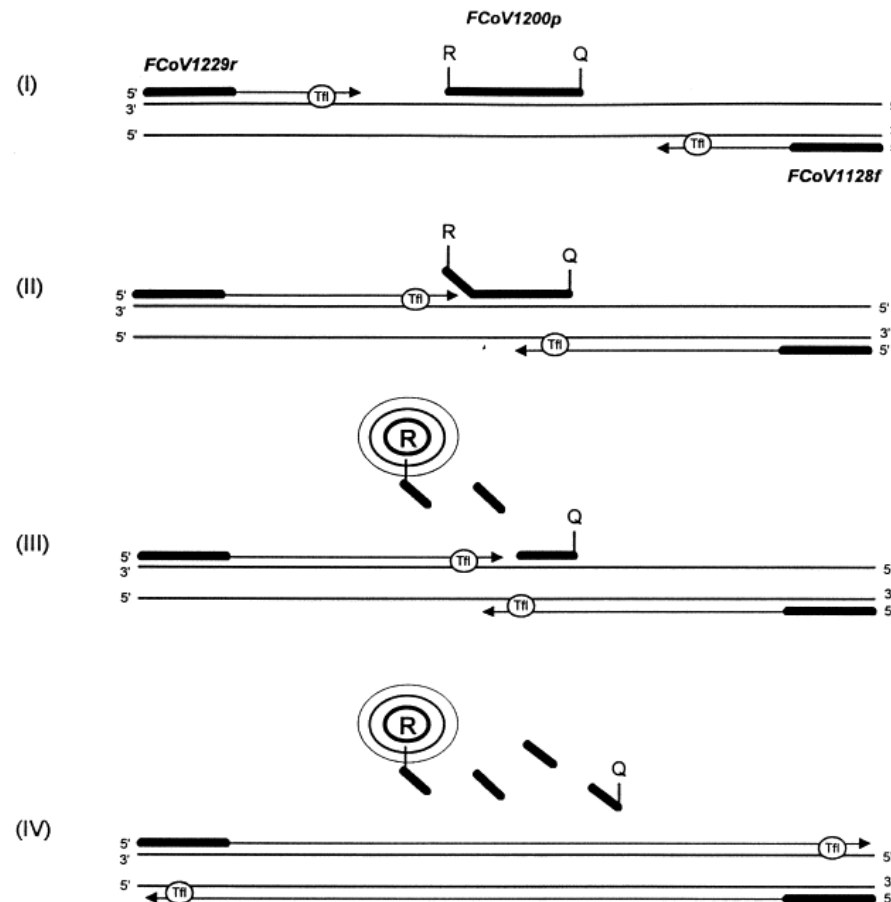 FCoV1200p
R Q
FCoV1229r
(I)
5' Tfl
3'
5' Tfl
FCoV1128f
R
Q
(II)
5' Tfl
3' 5'
5' Tfl 3'
5'
R
Q
(III)
5' Tfl
3' 5'
5' Tfl 3'
5'
R
Q
(IV)
5' Tfl
3' 5'
5' Tfl 3'
5'